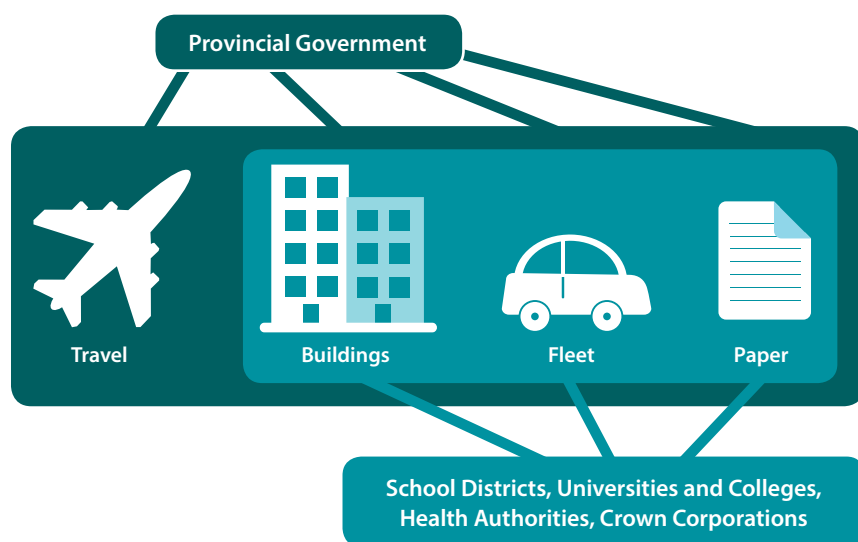 Provincial Government
Travel
Buildings
Fleet
Paper
School Districts, Universities and Colleges,
Health Authorities, Crown Corporations